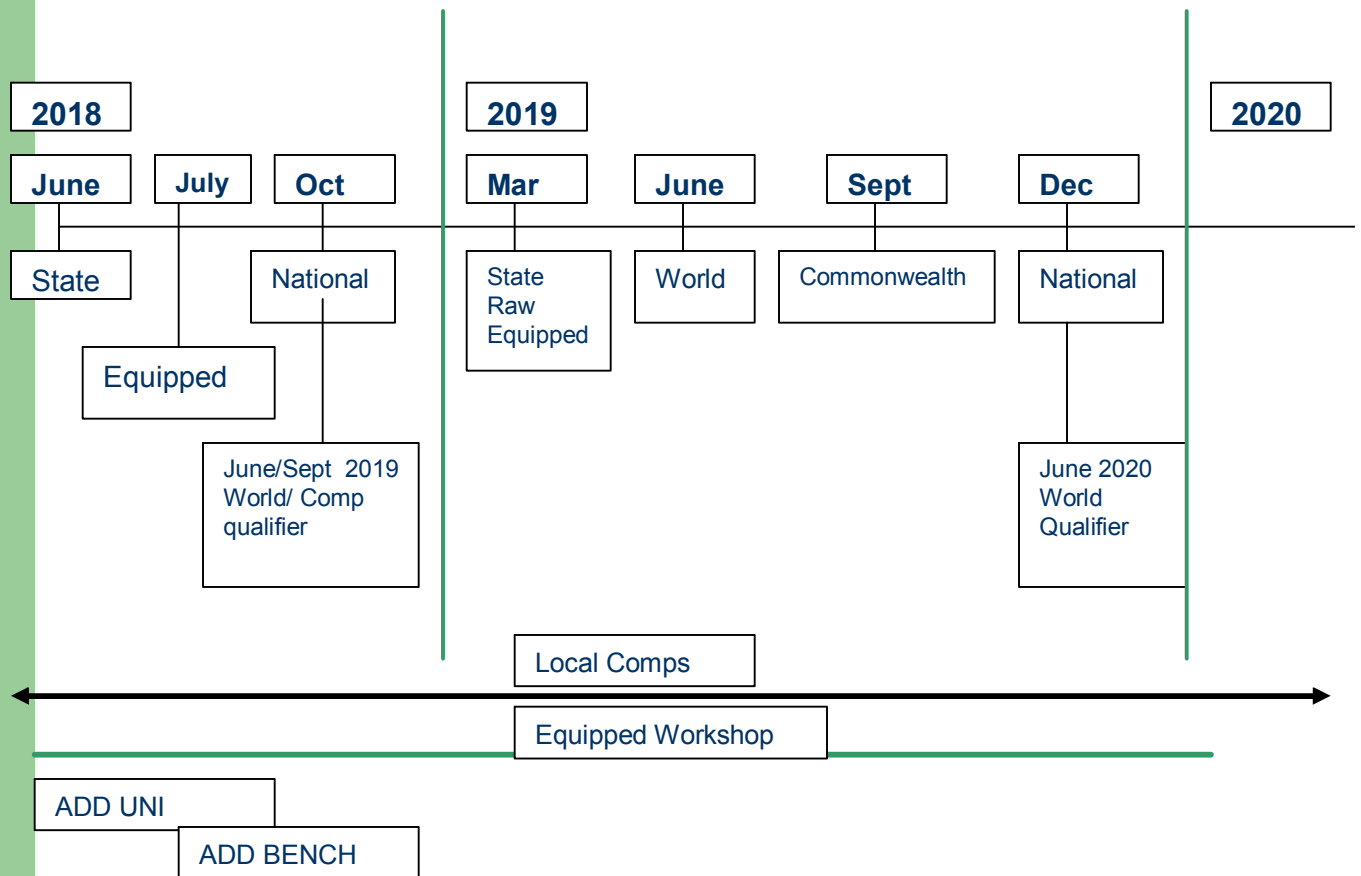 2018
2019
2020
June
July
Oct
Mar
June
Sept
Dec
State
National
State
Raw
Equipped
World
Commonwealth
National
Equipped
June/Sept 2019
World/ Comp
qualifier
June 2020
World
Qualifier
Local Comps
Equipped Workshop
ADD UNI
ADD BENCH